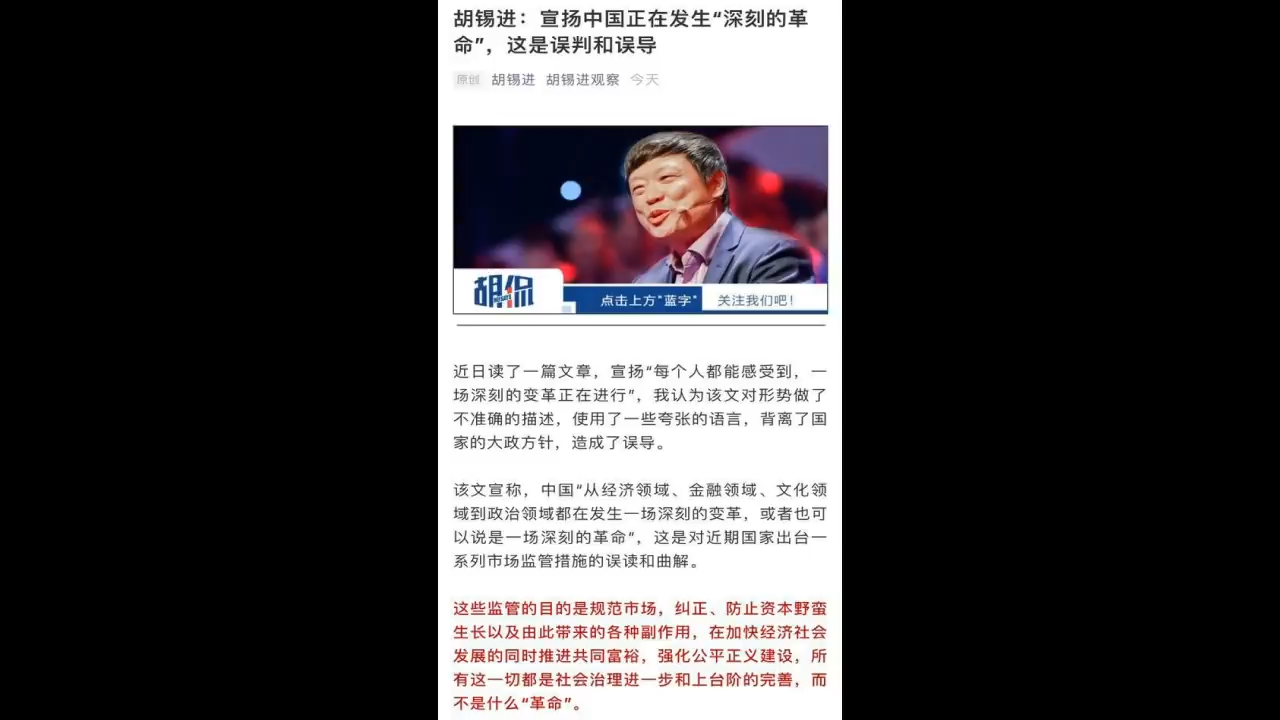 胡锡进：宣扬中国正在发生“深刻的革
命”，这是误判和误导
原创 胡锡进 胡锡进观察 今天
胡侃
点击上方"蓝字"
关注我们吧！
近日读了一篇文章，宣扬“每个人都能感受到，一
场深刻的变革正在进行”，我认为该文对形势做了
不准确的描述，使用了一些夸张的语言，背离了国
家的大政方针，造成了误导。
该文宣称，中国“从经济领域、金融领域、文化领
域到政治领域都在发生一场深刻的变革，或者也可
以说是一场深刻的革命”，这是对近期国家出台一
系列市场监管措施的误读和曲解。
这些监管的目的是规范市场，纠正、防止资本野蛮
生长以及由此带来的各种副作用，在加快经济社会
发展的同时推进共同富裕，强化公平正义建设，所
有这一切都是社会治理进一步和上台阶的完善，而
不是什么“革命”。